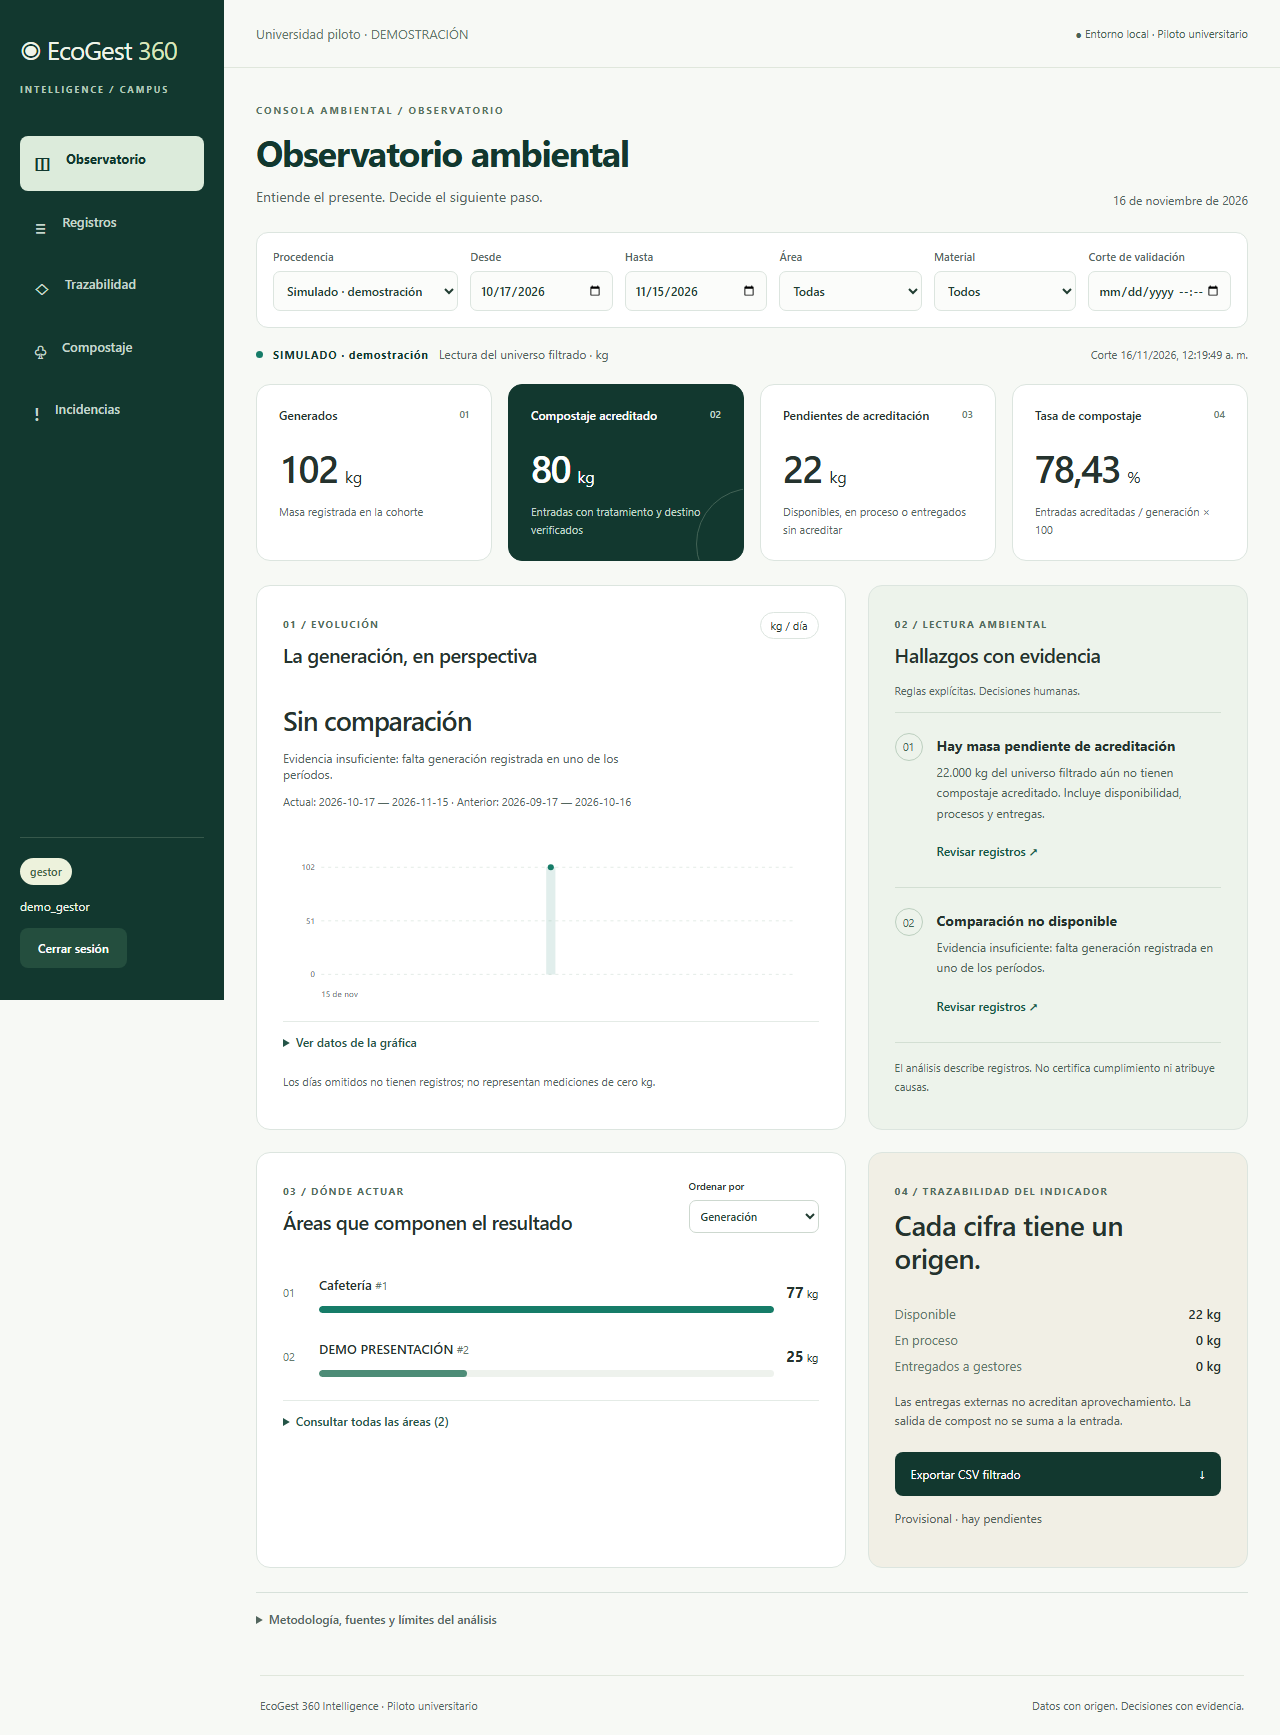 EcoGest 360
INTELLIGENCE / CAMPUS
Observatorio
Registros
Trazabilidad
Compostaje
Incidencias
gestor
demo_gestor
Cerrar sesión
Universidad piloto · DEMOSTRACIÓN
● Entorno local · Piloto universitario
CONSOLA AMBIENTAL / OBSERVATORIO
Observatorio ambiental
Entiende el presente. Decide el siguiente paso.
16 de noviembre de 2026
Procedencia
Desde
Hasta
Área
Material
Corte de validación
Simulado · demostración
10/17/2026
11/15/2026
Todas
Todos
mm/dd/yyyy --:--
SIMULADO · demostración Lectura del universo filtrado · kg
Corte 16/11/2026, 12:19:49 a. m.
Generados 01
102 kg
Masa registrada en la cohorte
Compostaje acreditado 02
80 kg
Entradas con tratamiento y destino
verificados
Pendientes de acreditación 03
22 kg
Disponibles, en proceso o entregados
sin acreditar
Tasa de compostaje 04
78,43 %
Entradas acreditadas / generación ×
100
01 / EVOLUCIÓN
kg / día
La generación, en perspectiva
Sin comparación
Evidencia insuficiente: falta generación registrada en uno de los
períodos.
Actual: 2026-10-17 — 2026-11-15 · Anterior: 2026-09-17 — 2026-10-16
102
51
0
15 de nov
▶ Ver datos de la gráfica
Los días omitidos no tienen registros; no representan mediciones de cero kg.
02 / LECTURA AMBIENTAL
Hallazgos con evidencia
Reglas explícitas. Decisiones humanas.
01 Hay masa pendiente de acreditación
22.000 kg del universo filtrado aún no tienen
compostaje acreditado. Incluye disponibilidad,
procesos y entregas.
Revisar registros ↗
02 Comparación no disponible
Evidencia insuficiente: falta generación registrada en
uno de los períodos.
Revisar registros ↗
El análisis describe registros. No certifica cumplimiento ni atribuye
causas.
03 / DÓNDE ACTUAR
Áreas que componen el resultado
Ordenar por
Generación
01 Cafetería #1 77 kg
02 DEMO PRESENTACIÓN #2 25 kg
▶ Consultar todas las áreas (2)
04 / TRAZABILIDAD DEL INDICADOR
Cada cifra tiene un
origen.
Disponible 22 kg
En proceso 0 kg
Entregados a gestores 0 kg
Las entregas externas no acreditan aprovechamiento. La
salida de compost no se suma a la entrada.
Exportar CSV filtrado ↓
Provisional · hay pendientes
▶ Metodología, fuentes y límites del análisis
EcoGest 360 Intelligence · Piloto universitario
Datos con origen. Decisiones con evidencia.